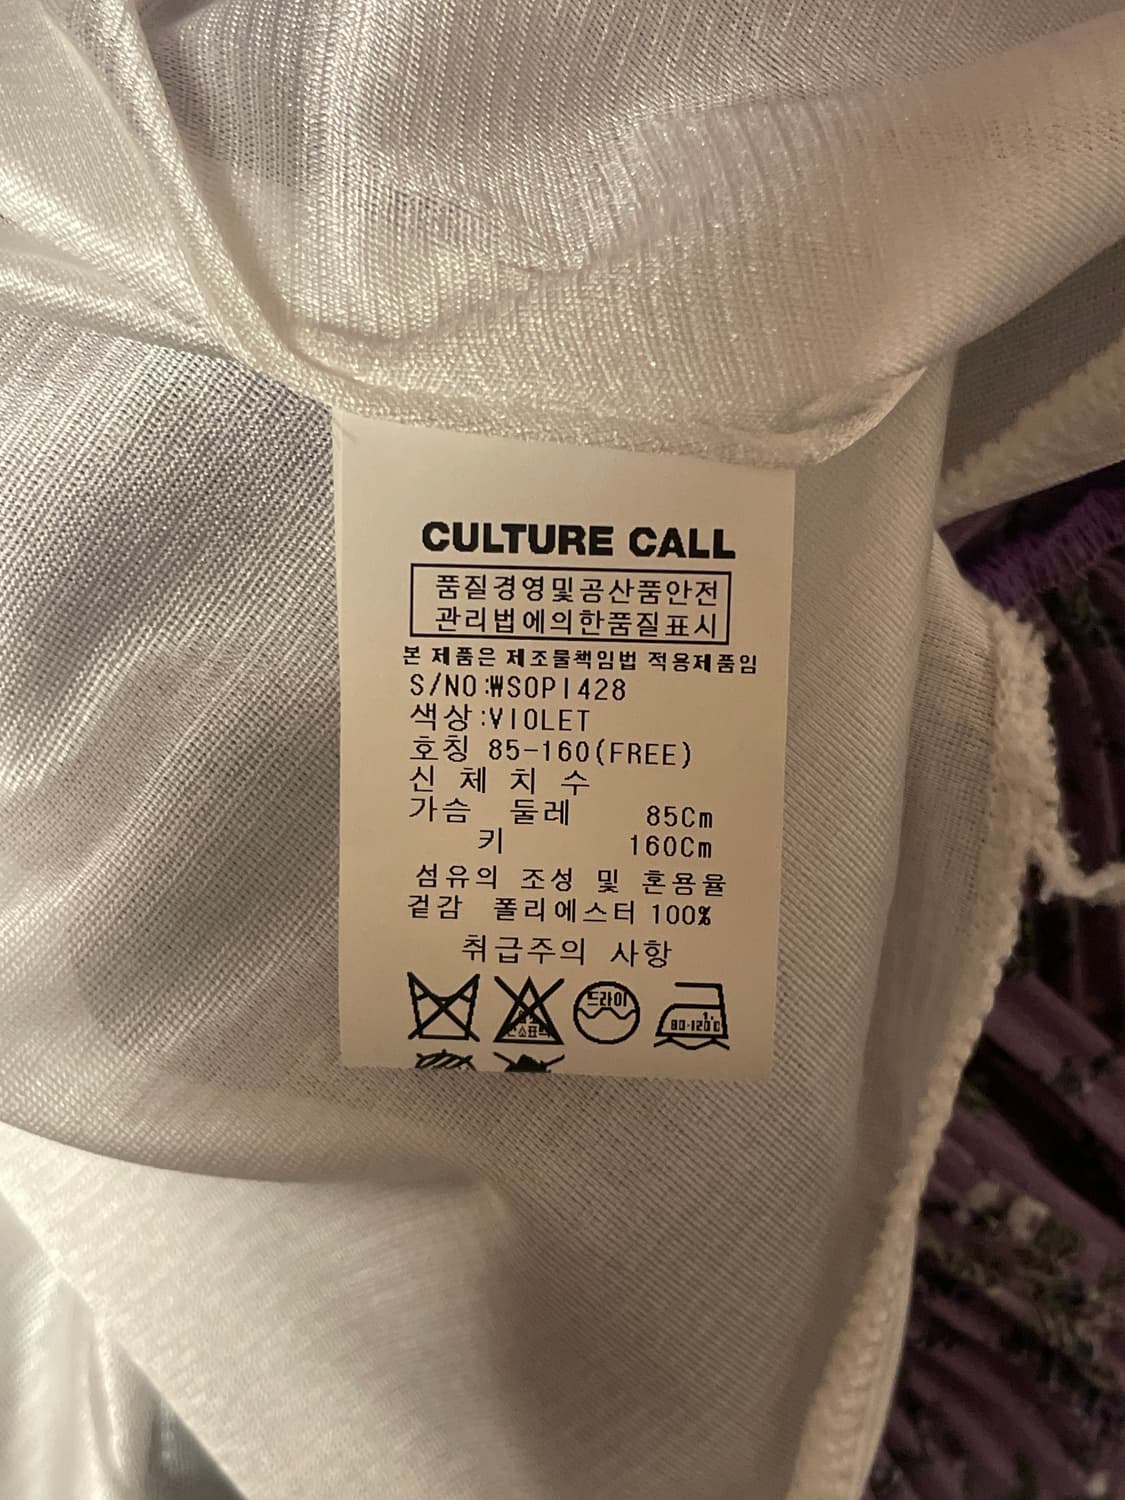 CULTURE CALL
품질경영및공산품안전
관리법에의한품질표시
본 제품은 제조물책임법 적용제품임
S/NO:₩SOPI428
색상:VIOLET
호칭 85-160(FREE)
신 체 치 수
가슴 둘레 85Cm
키 160Cm
섬유의 조성 및 혼용율
겉감 폴리에스터 100%
취급주의 사항
드라이
80-120℃